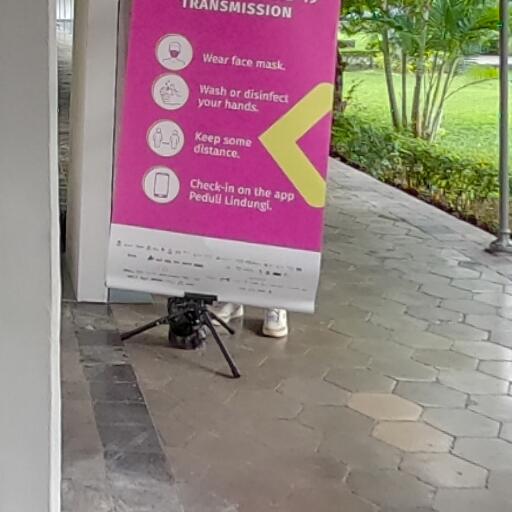 TRANSMISSION
Wear face mask.
Wash or disinfect
your hands.
Keep some
distance.
Check-in on the app
Peduli Lindungi.